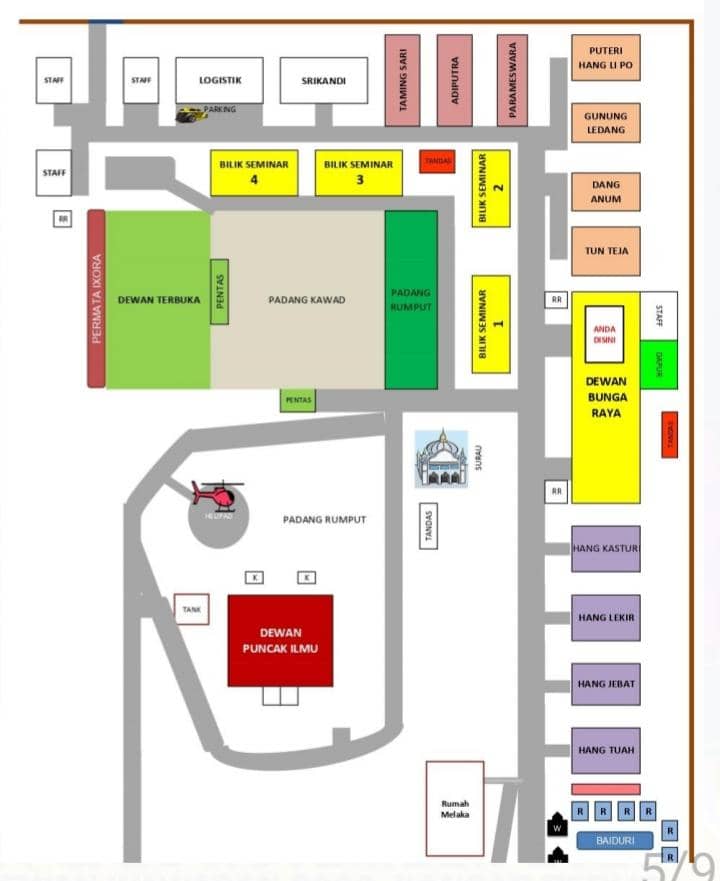 STAFF
STAFF
LOGISTIK
SRIKANDI
TAMING SARI
ADIPUTRA
PARAMESWARA
PUTERI
HANG LI PO
PARKING
GUNUNG
LEDANG
STAFF
BILIK SEMINAR
4
BILIK SEMINAR
3
TANDAS
BILIK SEMINAR
2
DANG
ANUM
RR
TUN TEJA
PERMATA IXORA
DEWAN TERBUKA
PENTAS
PADANG KAWAD
PADANG
RUMPUT
BILIK SEMINAR
1
RR
ANDA
DISINI
STAFF
DAPUR
DEWAN
BUNGA
RAYA
PENTAS
TANDAS
SURAU
RR
HELIPAD
PADANG RUMPUT
TANDAS
HANG KASTURI
K
K
TANK
DEWAN
PUNCAK ILMU
HANG LEKIR
HANG JEBAT
HANG TUAH
Rumah
Melaka
R
R
R
R
W
BAIDURI
R
R
5/9